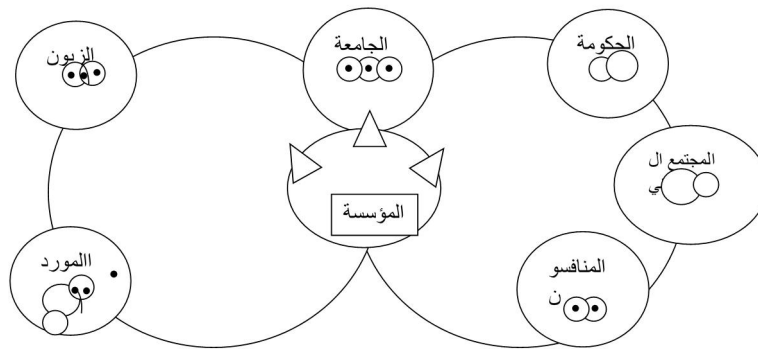 الجامعة
الحكومة
الزبون
المجتمع ال
ي
المؤسسة
المنافسو
ن
االمورد